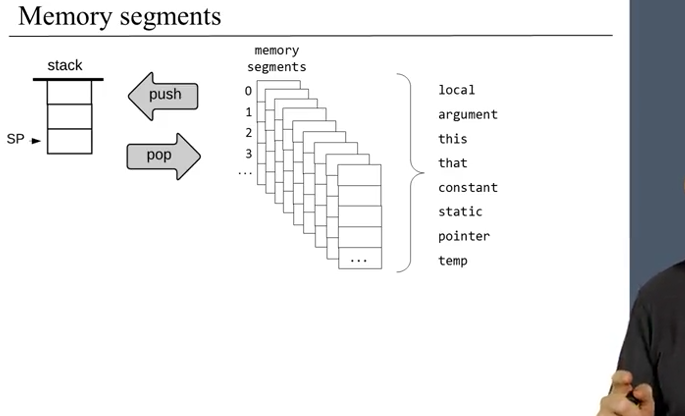 Memory segments
stack
push
SP
pop
memory
segments
0
1
2
3
...
...
local
argument
this
that
constant
static
pointer
temp